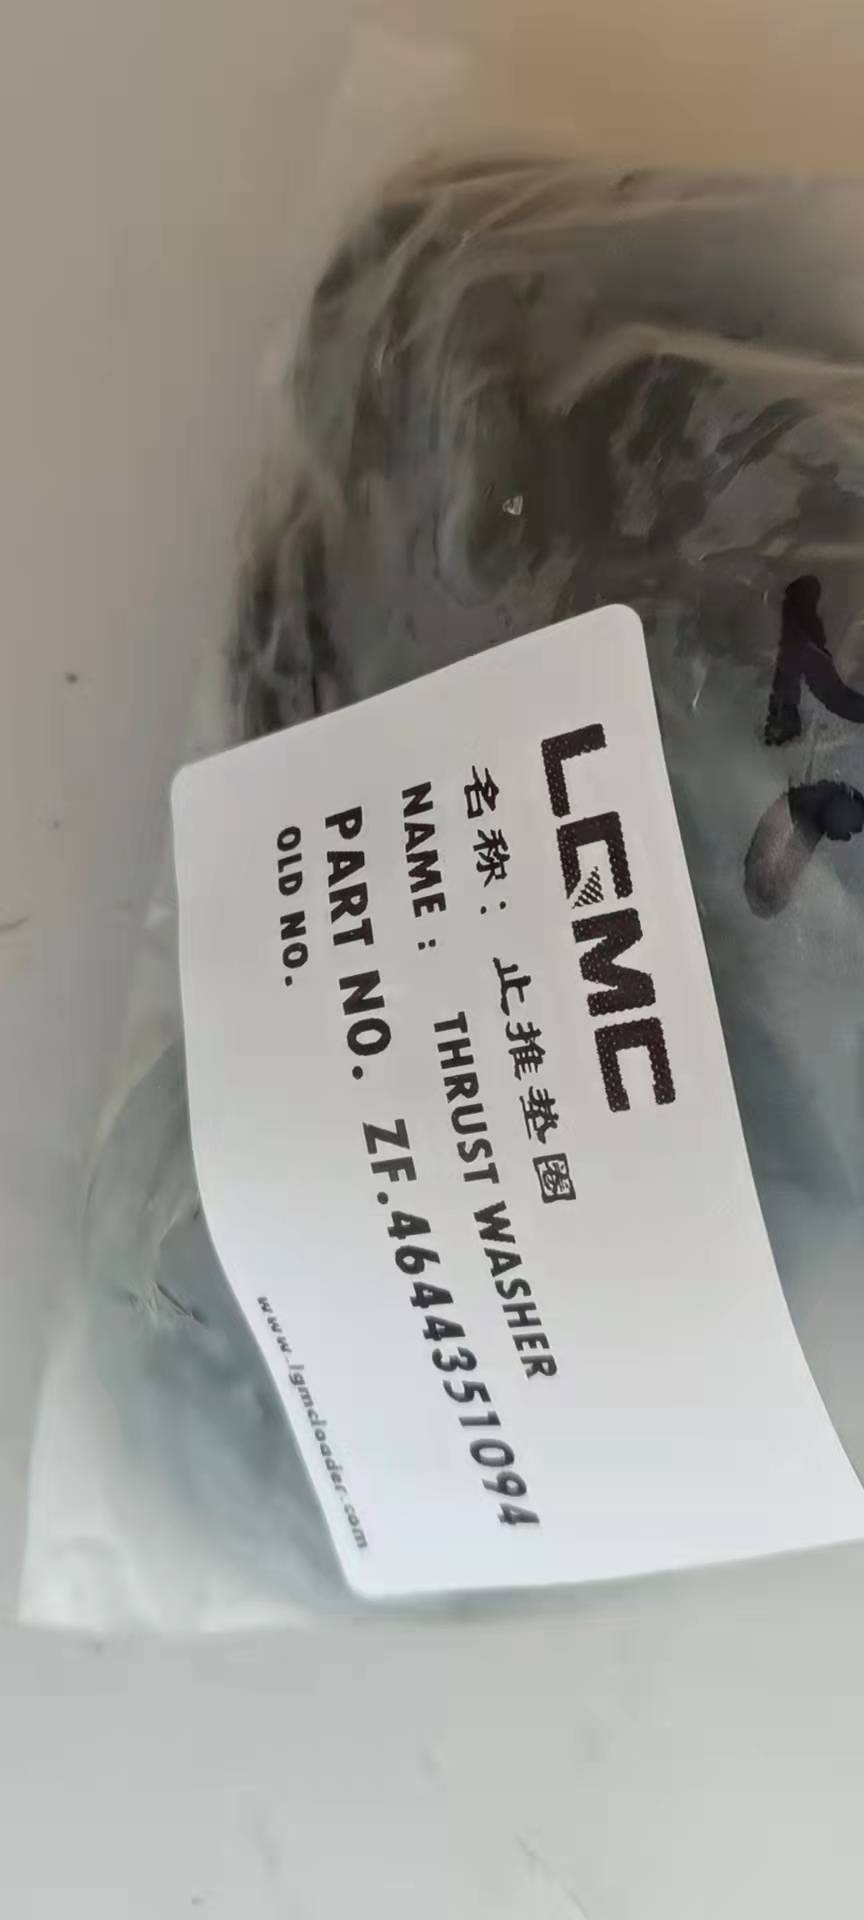 LGMC
名称： 止推垫圈
NAME： THRUST WASHER
PART NO. ZF.4644351094
OLD NO.
www.lgmcloader.com